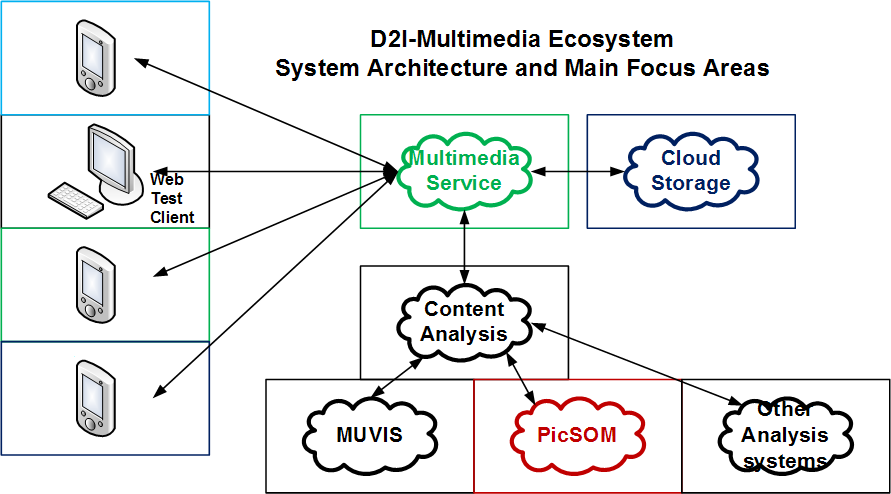 D2I-Multimedia Ecosystem
System Architecture and Main Focus Areas
Web
Test
Client
Multimedia
Service
Cloud
Storage
Content
Analysis
MUVIS
PicSOM
Other
Analysis
systems